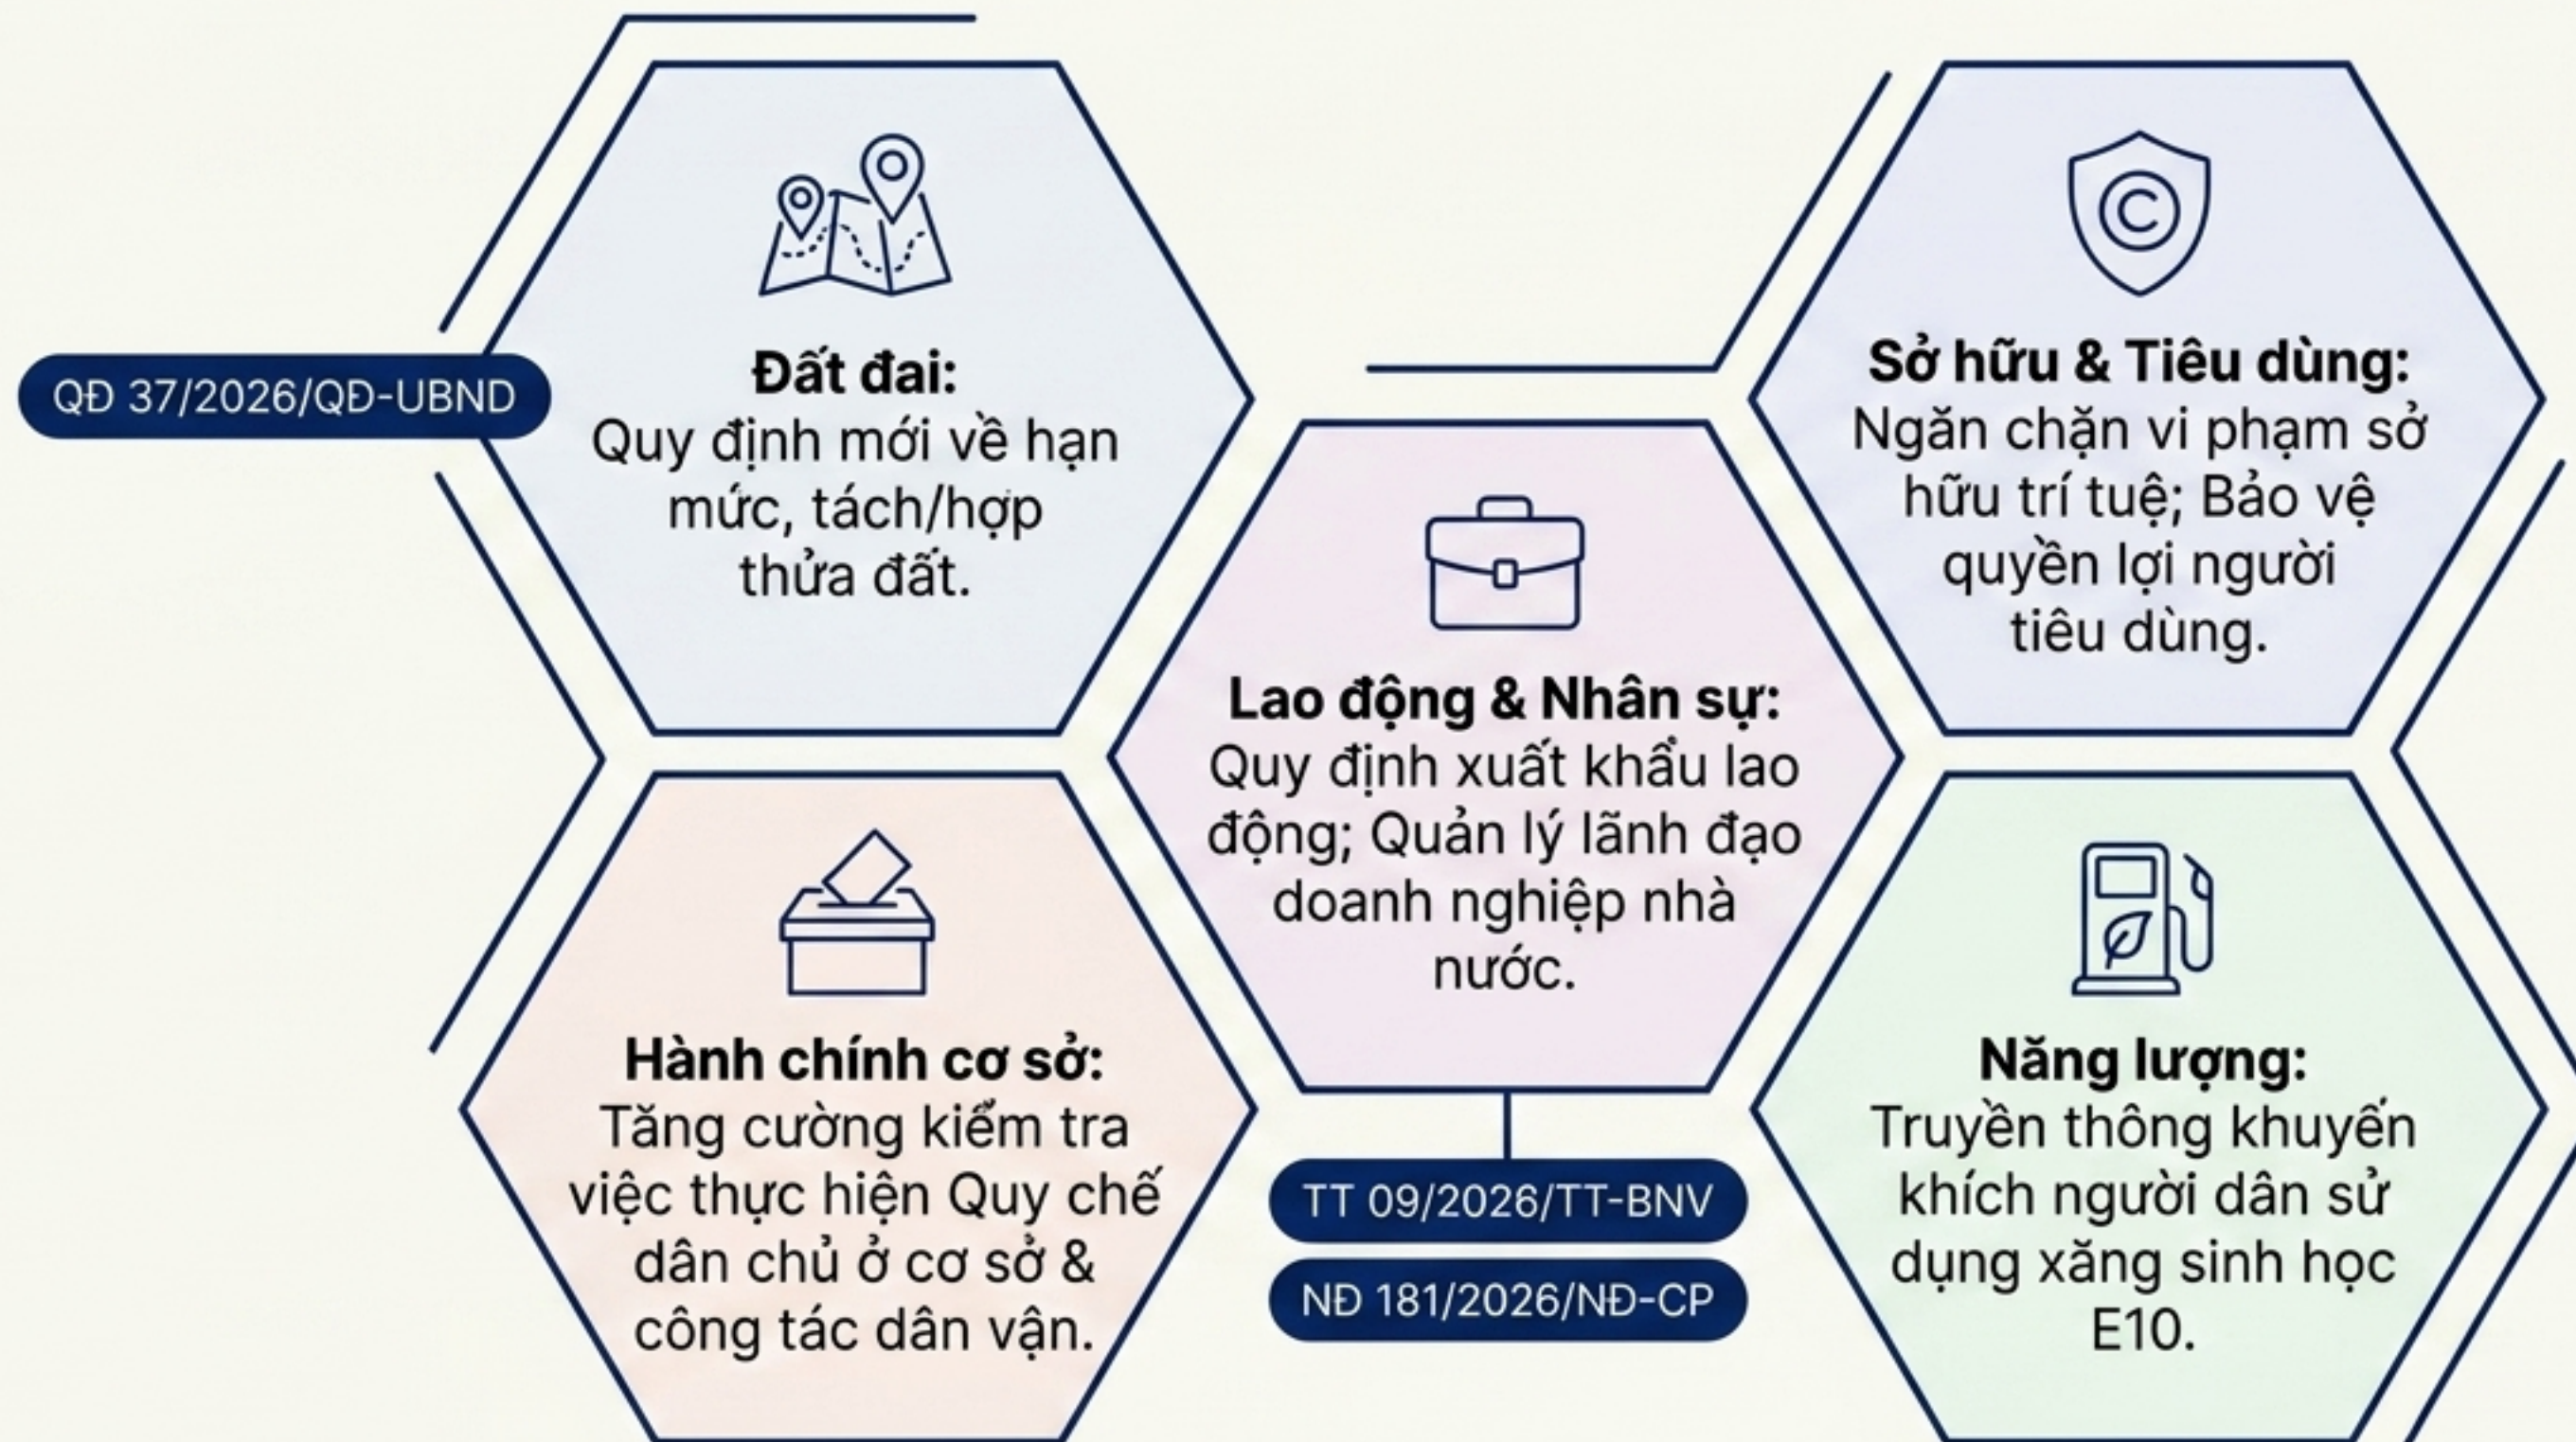 QĐ 37/2026/QĐ-UBND
Đất đai:
Quy định mới về hạn
mức, tách/hợp
thửa đất.
Sở hữu & Tiêu dùng:
Ngăn chặn vi phạm sở
hữu trí tuệ; Bảo vệ
quyền lợi người
tiêu dùng.
Lao động & Nhân sự:
Quy định xuất khẩu lao
động; Quản lý lãnh đạo
doanh nghiệp nhà
nước.
TT 09/2026/TT-BNV
NĐ 181/2026/NĐ-CP
Hành chính cơ sở:
Tăng cường kiểm tra
việc thực hiện Quy chế
dân chủ ở cơ sở &
công tác dân vận.
Năng lượng:
Truyền thông khuyến
khích người dân sử
dụng xăng sinh học
E10.